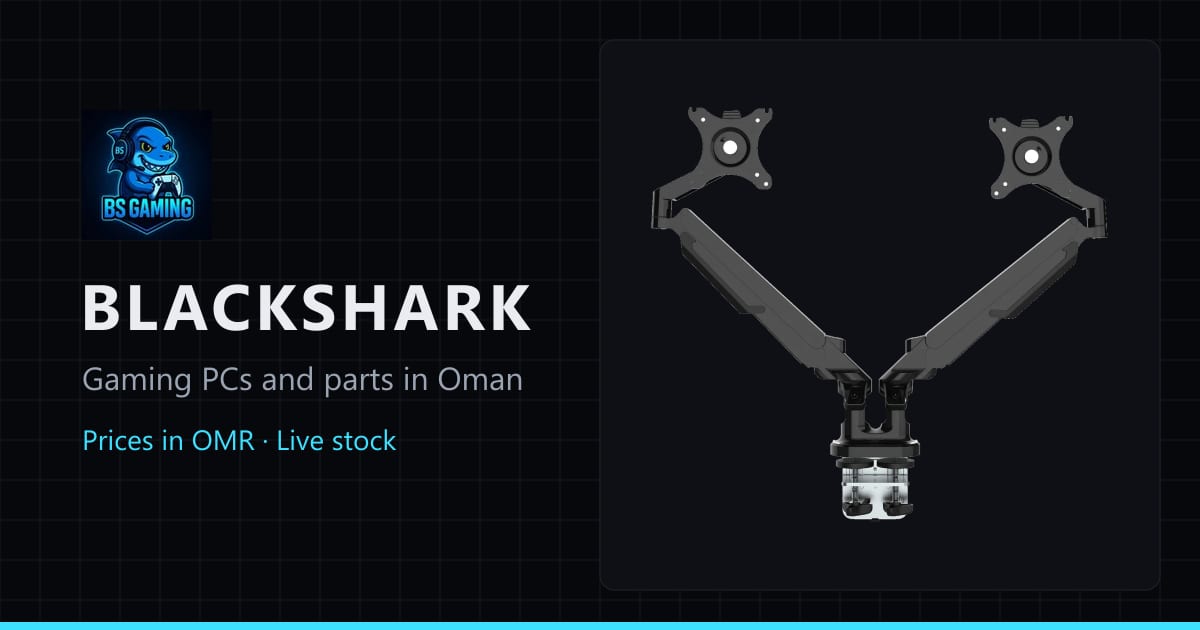 BS
BS GAMING
BLACKSHARK
Gaming PCs and parts in Oman
Prices in OMR · Live stock